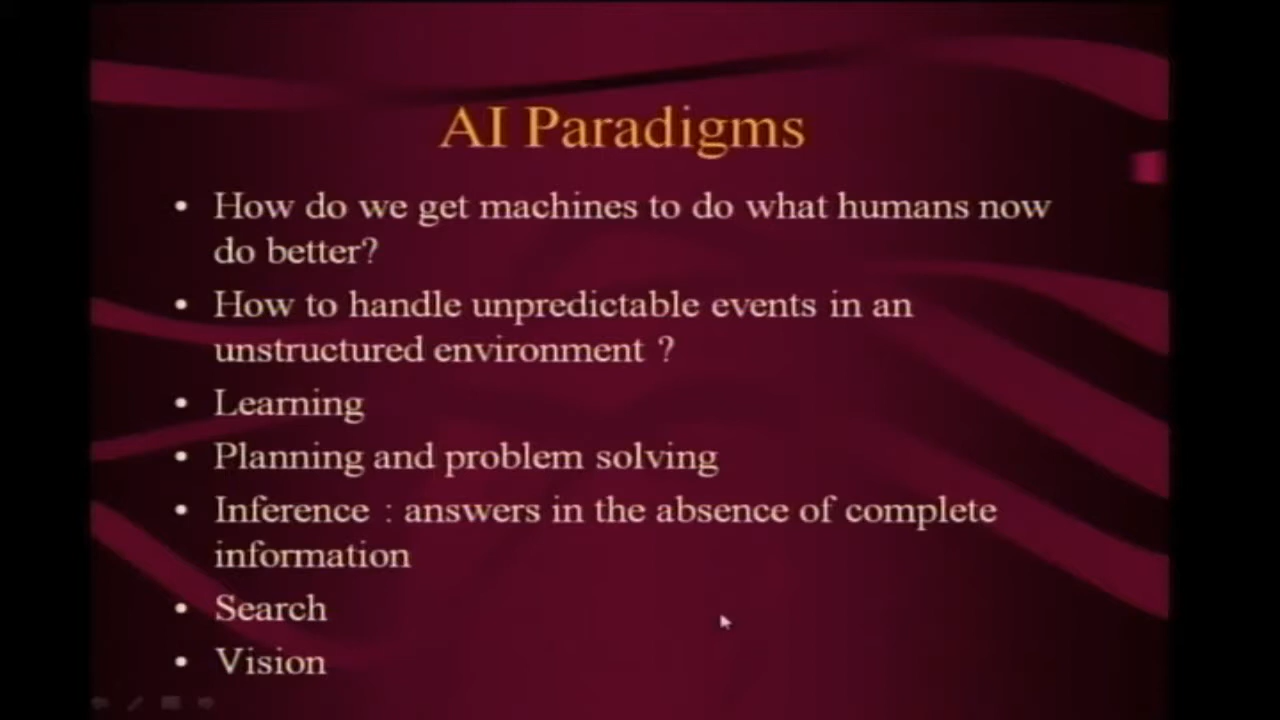 AI Paradigms
• How do we get machines to do what humans now
do better?
• How to handle unpredictable events in an
unstructured environment ?
• Learning
• Planning and problem solving
• Inference : answers in the absence of complete
information
• Search
• Vision